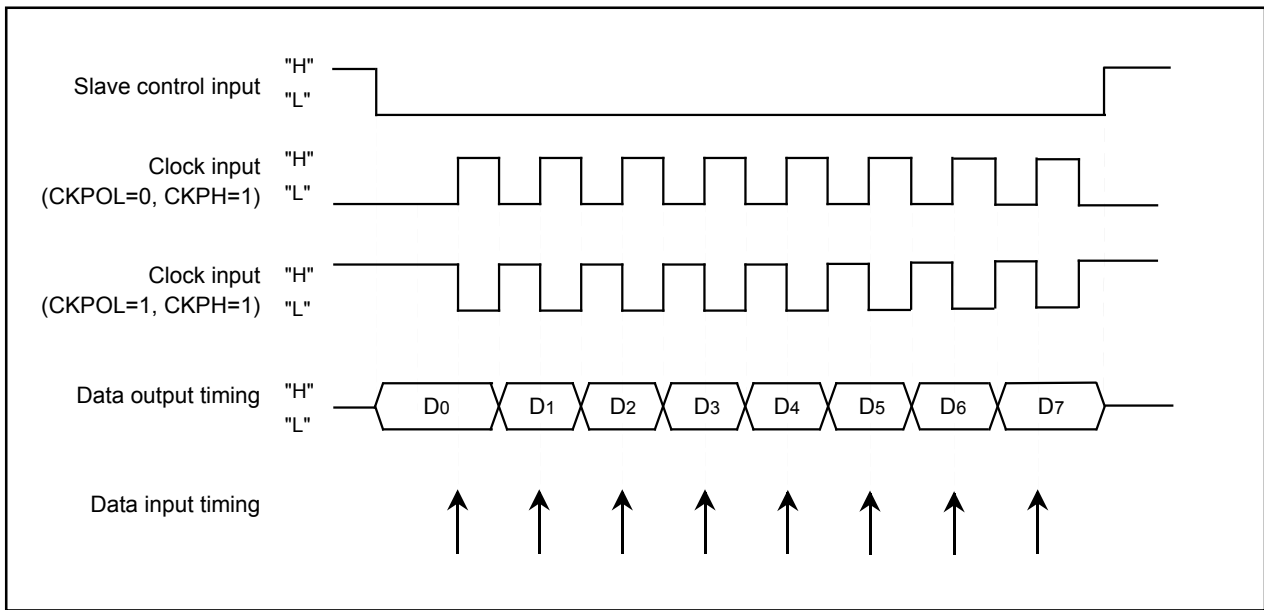 Slave control input
"H"
"L"
Clock input
(CKPOL=0, CKPH=1)
"H"
"L"
Clock input
(CKPOL=1, CKPH=1)
"H"
"L"
Data output timing
"H"
"L"
D0 D1 D2 D3 D4 D5 D6 D7
Data input timing